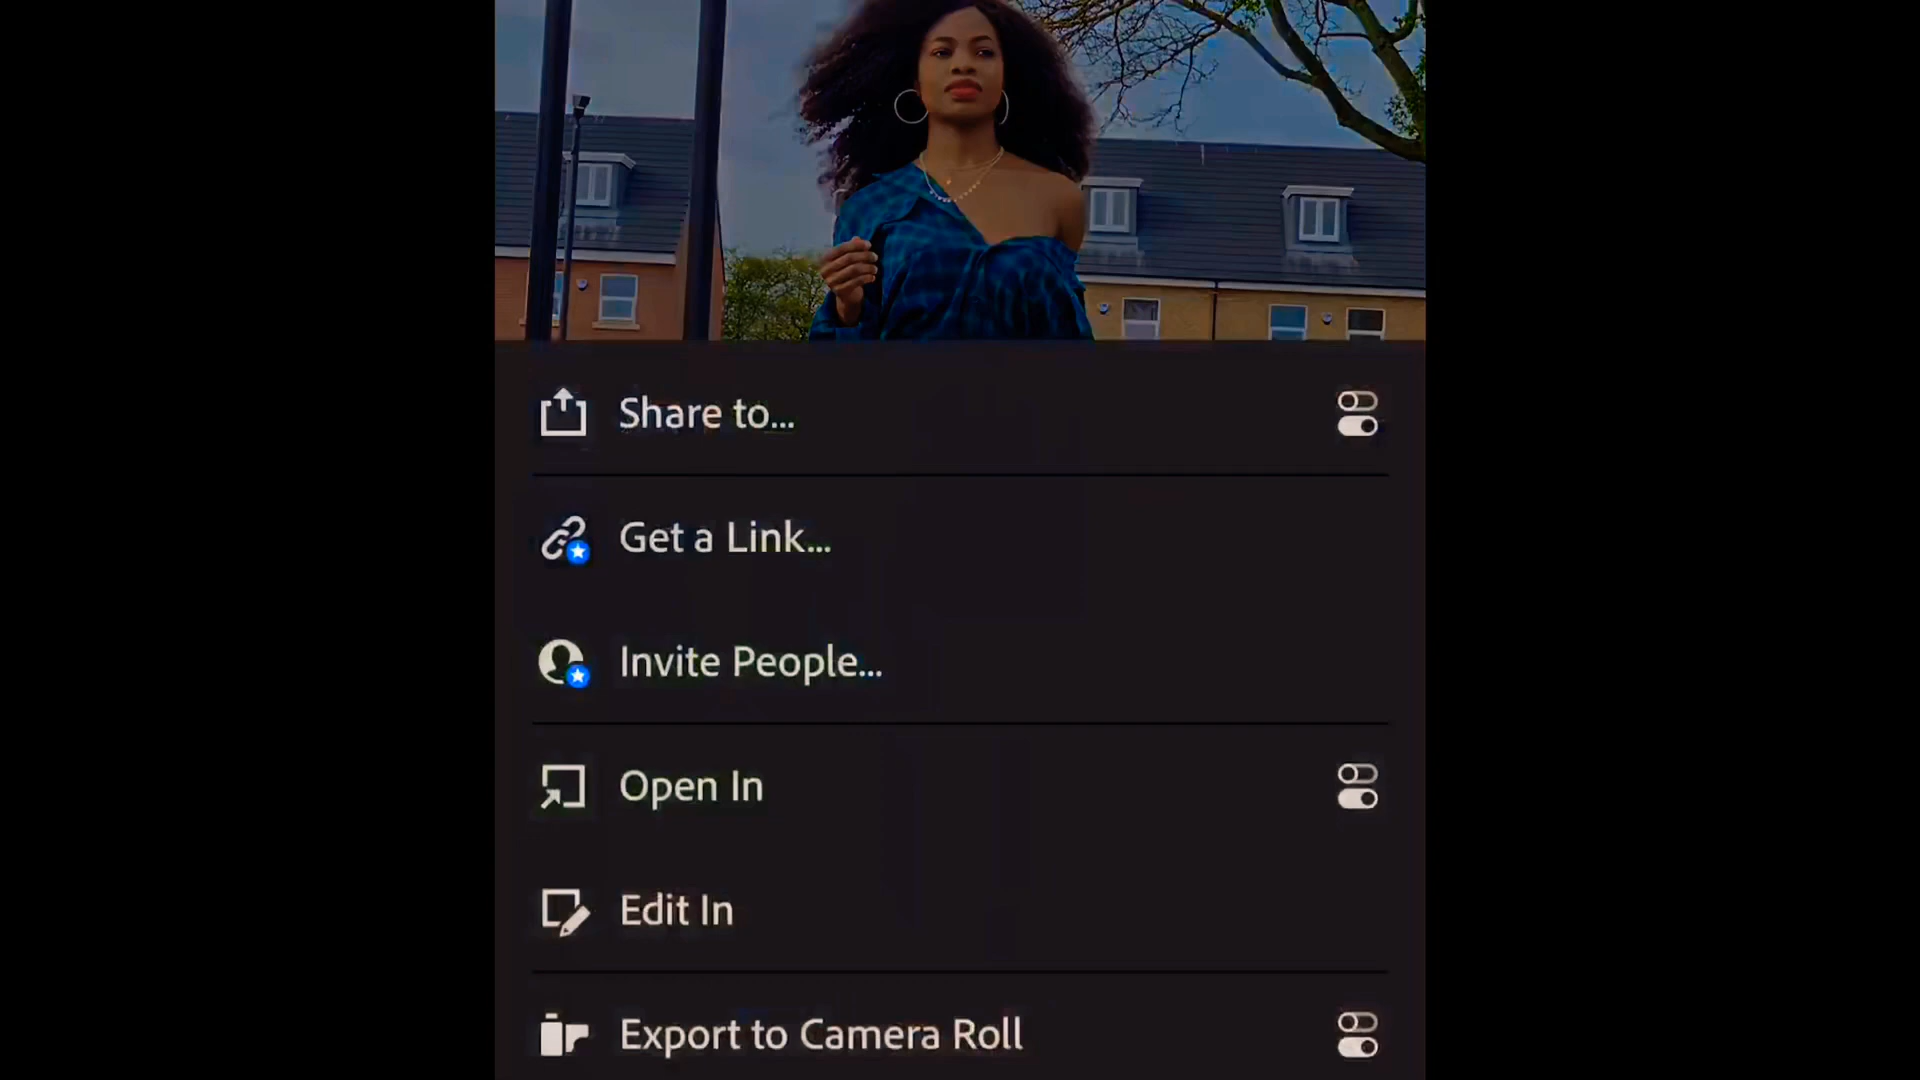 Share to...
Get a Link...
Invite People...
Open In
Edit In
Export to Camera Roll